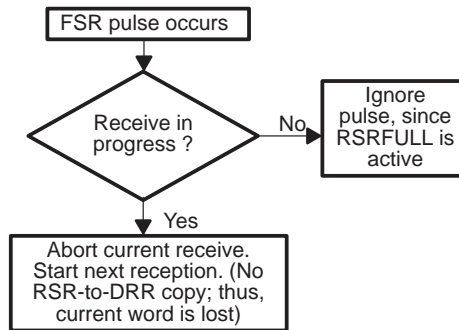 FSR pulse occurs
Receive in
progress ?
No
Ignore
pulse, since
RSRFULL is
active
Yes
Abort current receive.
Start next reception. (No
RSR-to-DRR copy; thus,
current word is lost)